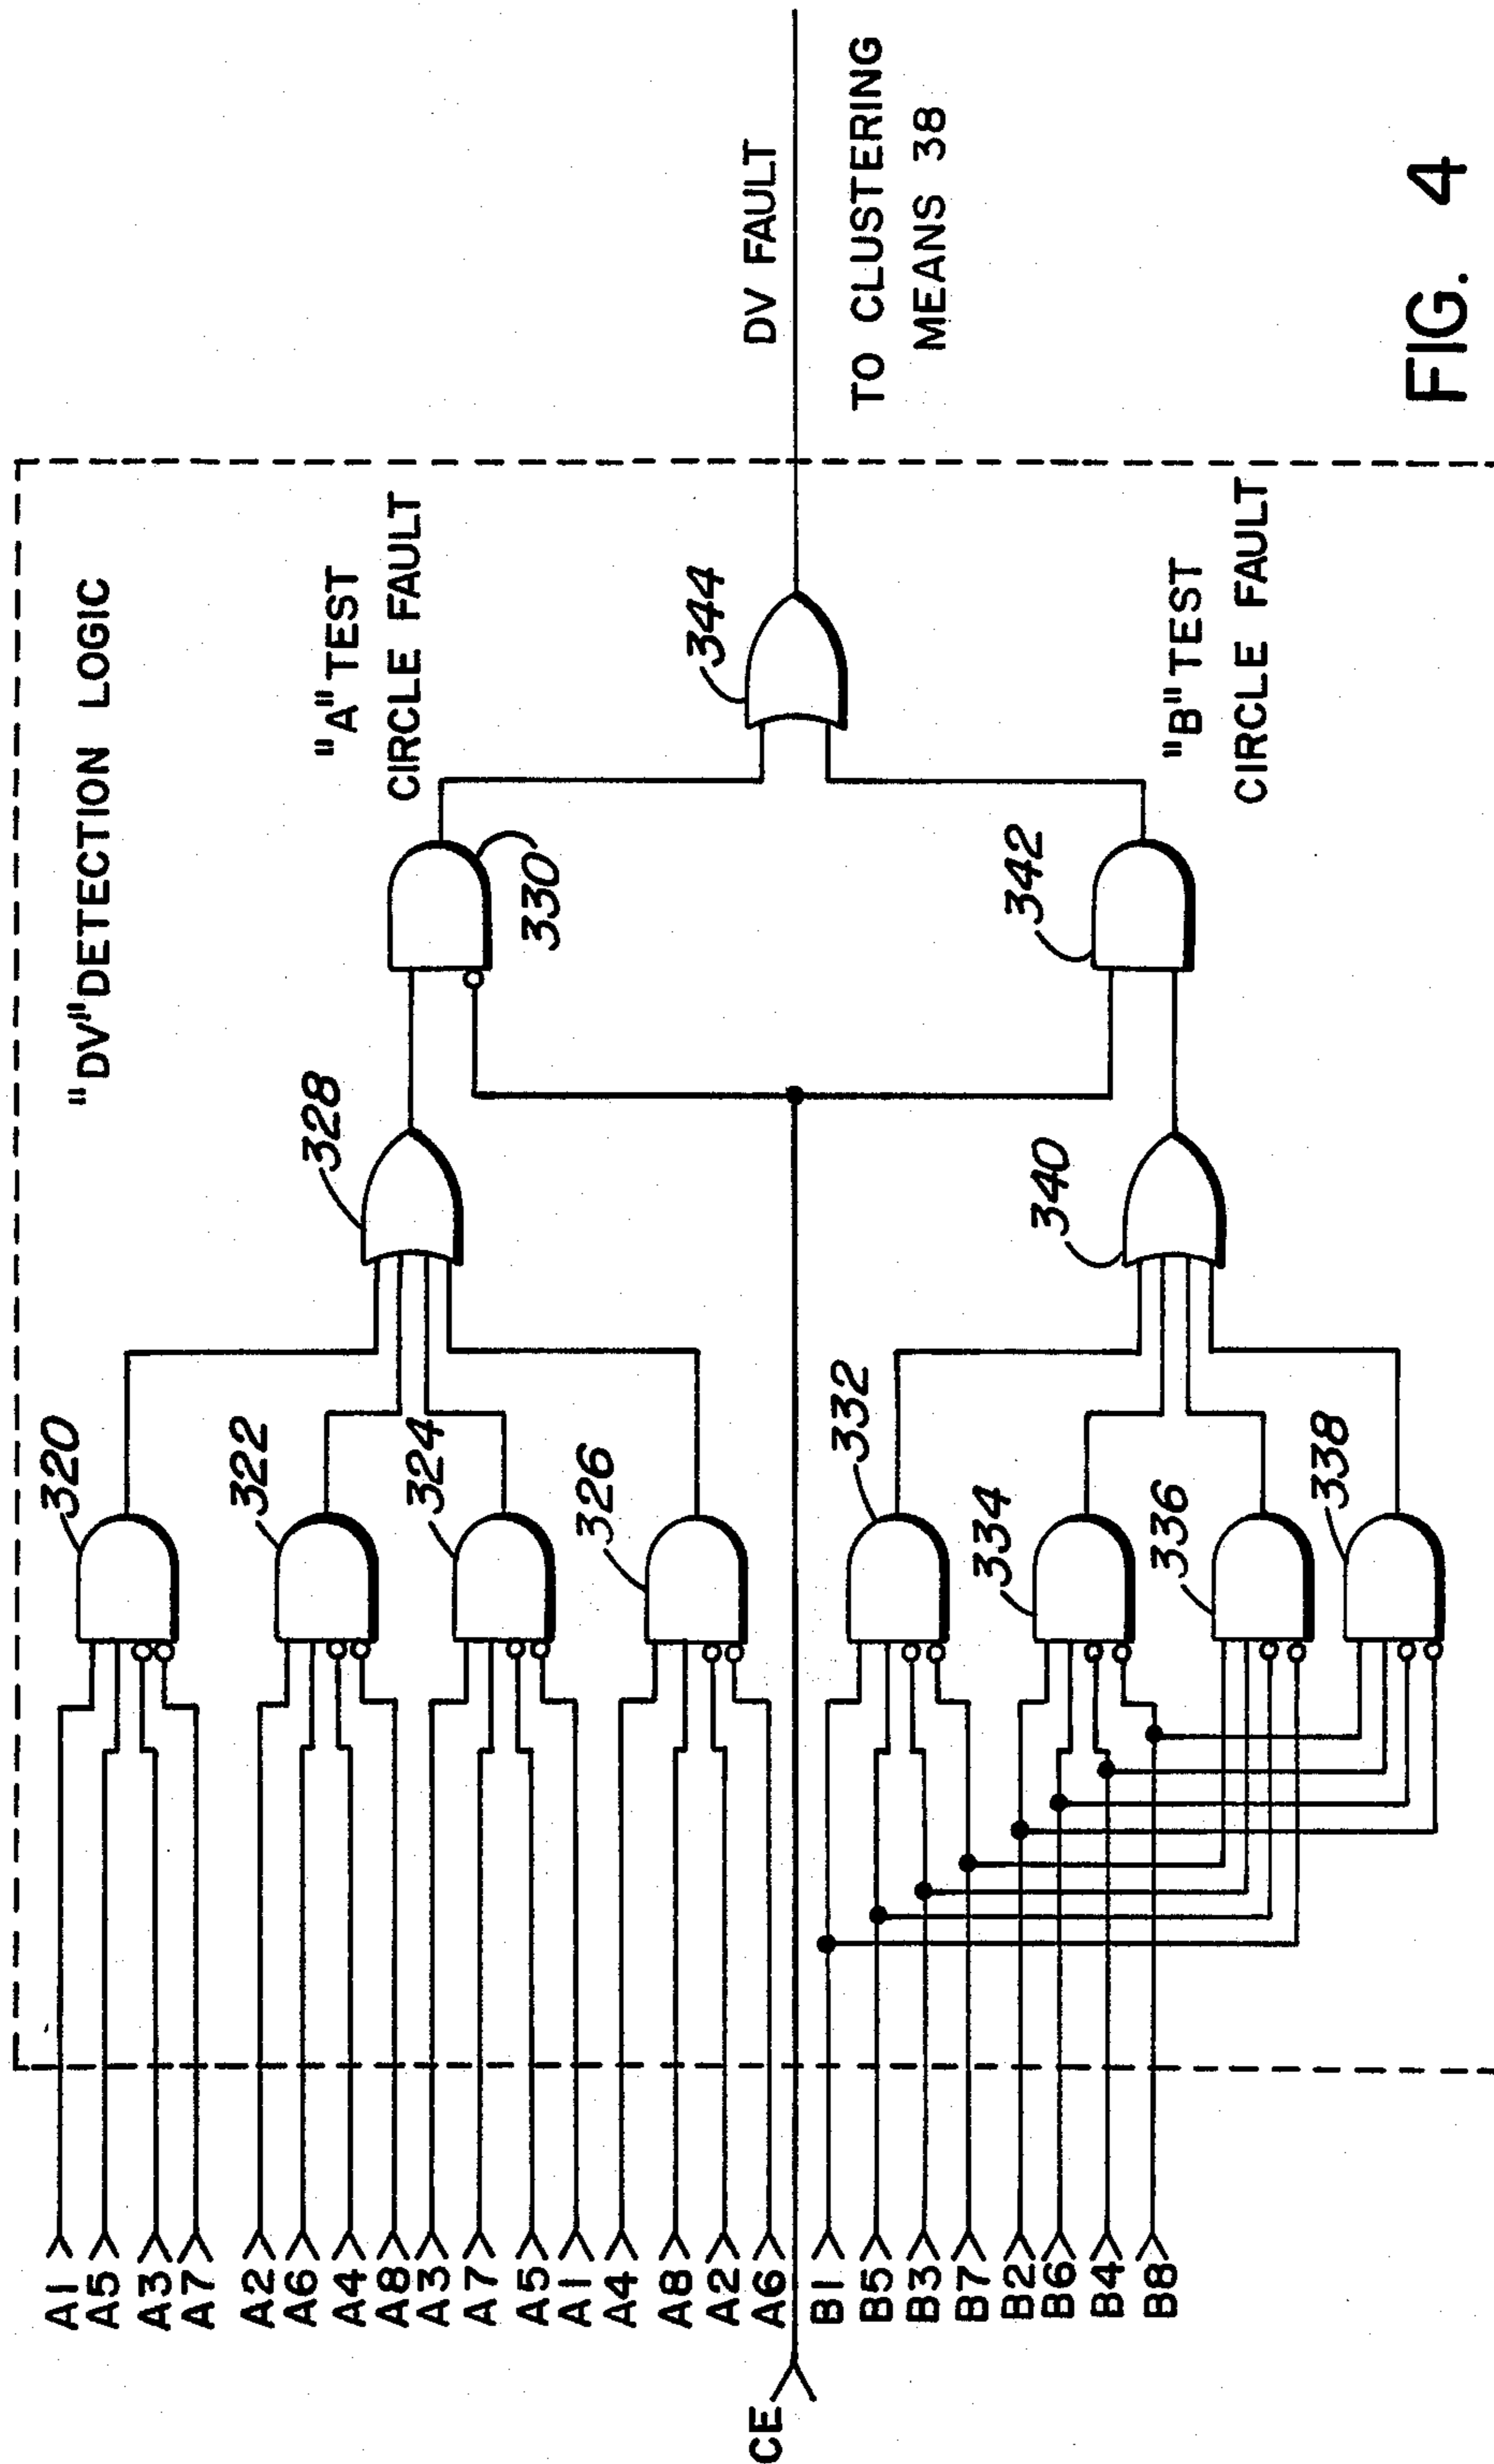 "DV" DETECTION LOGIC
A1
A5
A3
A7
A2
A6
A4
A8
A3
A7
A5
A1
A4
A8
A2
A6
CE
B1
B5
B3
B7
B2
B6
B4
B8
320
322
324
326
328
330
"A" TEST
CIRCLE FAULT
332
334
336
338
340
342
"B" TEST
CIRCLE FAULT
344
DV FAULT
TO CLUSTERING
MEANS 38
FIG. 4